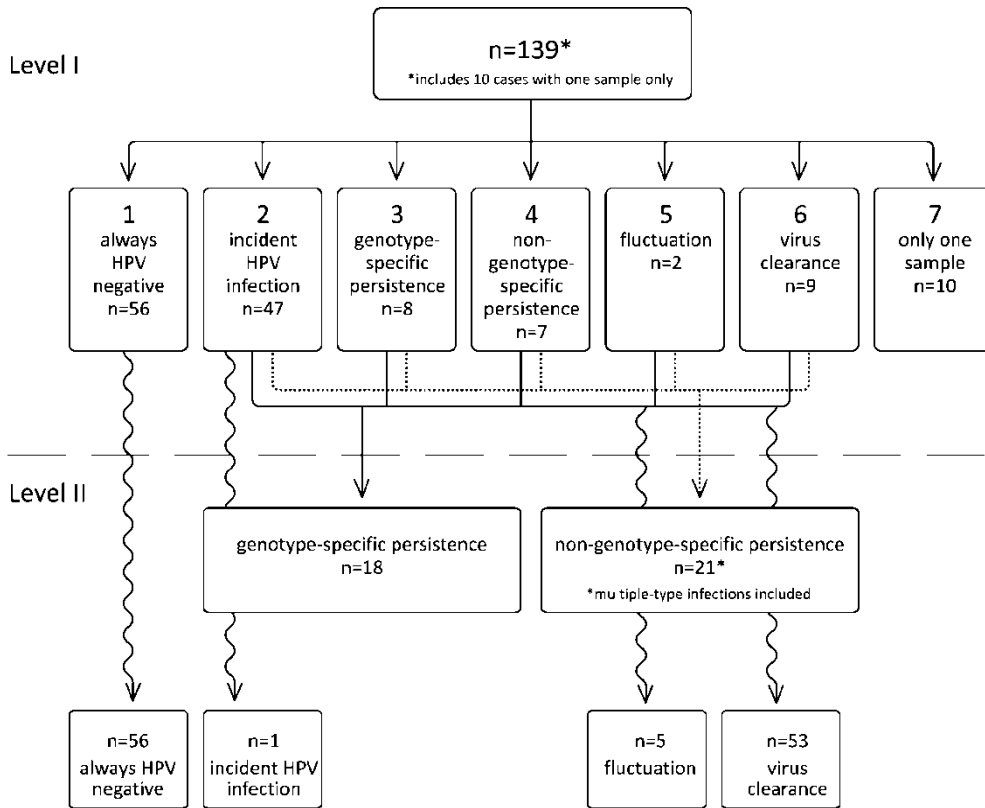 Level I
n=139*
*includes 10 cases with one sample only
1
always
HPV
negative
n=56
2
incident
HPV
infection
n=47
3
genotype-
specific
persistence
n=8
4
non-
genotype-
specific
persistence
n=7
5
fluctuation
n=2
6
virus
clearance
n=9
7
only one
sample
n=10
Level II
genotype-specific persistence
n=18
non-genotype-specific persistence
n=21*
*mu tiple-type infections included
n=56
always HPV
negative
n=1
incident HPV
infection
n=5
fluctuation
n=53
virus
clearance